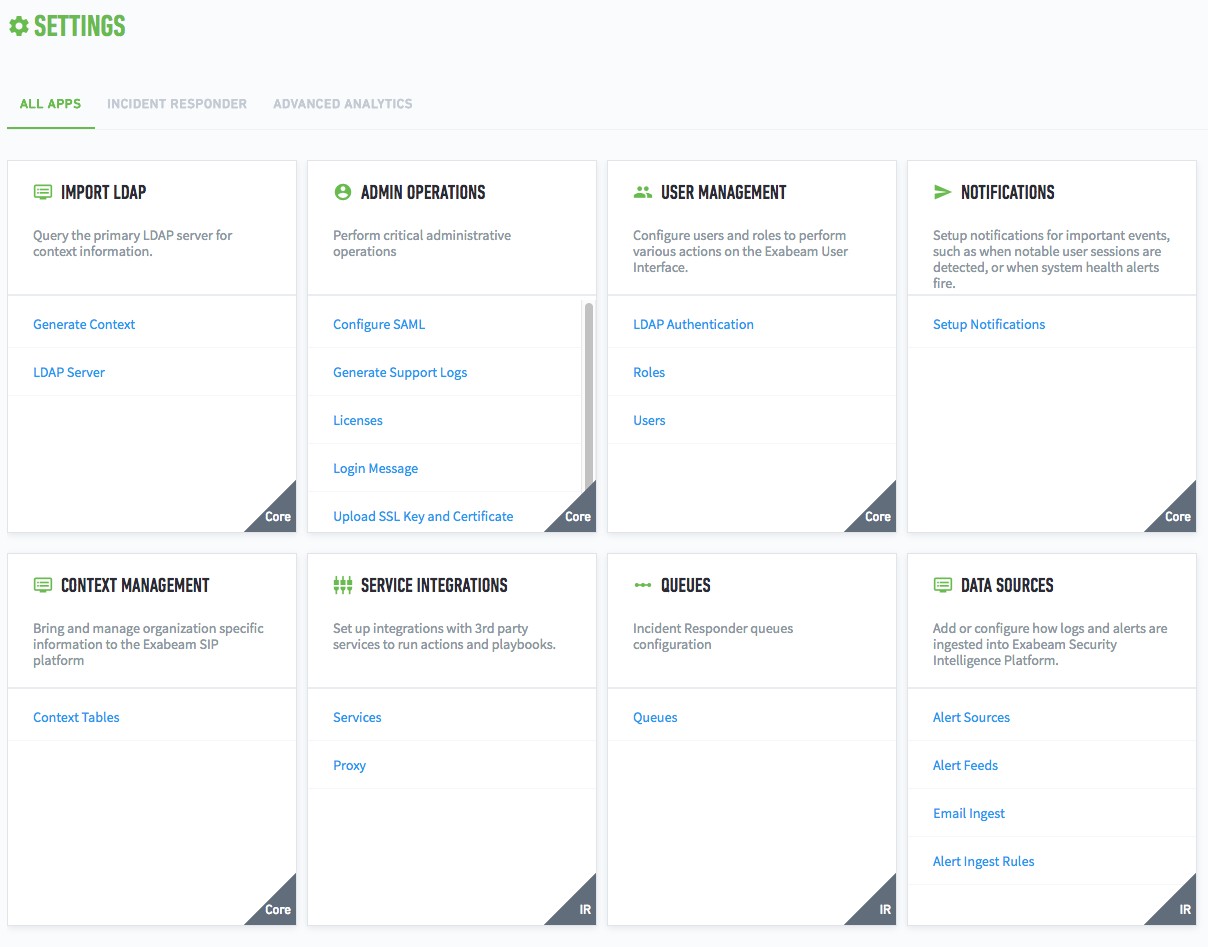 SETTINGS
ALL APPS
INCIDENT RESPONDER
ADVANCED ANALYTICS
IMPORT LDAP
Query the primary LDAP server for
context information.
Generate Context
LDAP Server
Core
ADMIN OPERATIONS
Perform critical administrative
operations
Configure SAML
Generate Support Logs
Licenses
Login Message
Upload SSL Key and Certificate
Core
USER MANAGEMENT
Configure users and roles to perform
various actions on the Exabeam User
Interface.
LDAP Authentication
Roles
Users
Core
NOTIFICATIONS
Setup notifications for important events,
such as when notable user sessions are
detected, or when system health alerts
fire.
Setup Notifications
Core
CONTEXT MANAGEMENT
Bring and manage organization specific
information to the Exabeam SIP
platform
Context Tables
Core
SERVICE INTEGRATIONS
Set up integrations with 3rd party
services to run actions and playbooks.
Services
Proxy
IR
QUEUES
Incident Responder queues
configuration
Queues
IR
DATA SOURCES
Add or configure how logs and alerts are
ingested into Exabeam Security
Intelligence Platform.
Alert Sources
Alert Feeds
Email Ingest
Alert Ingest Rules
IR